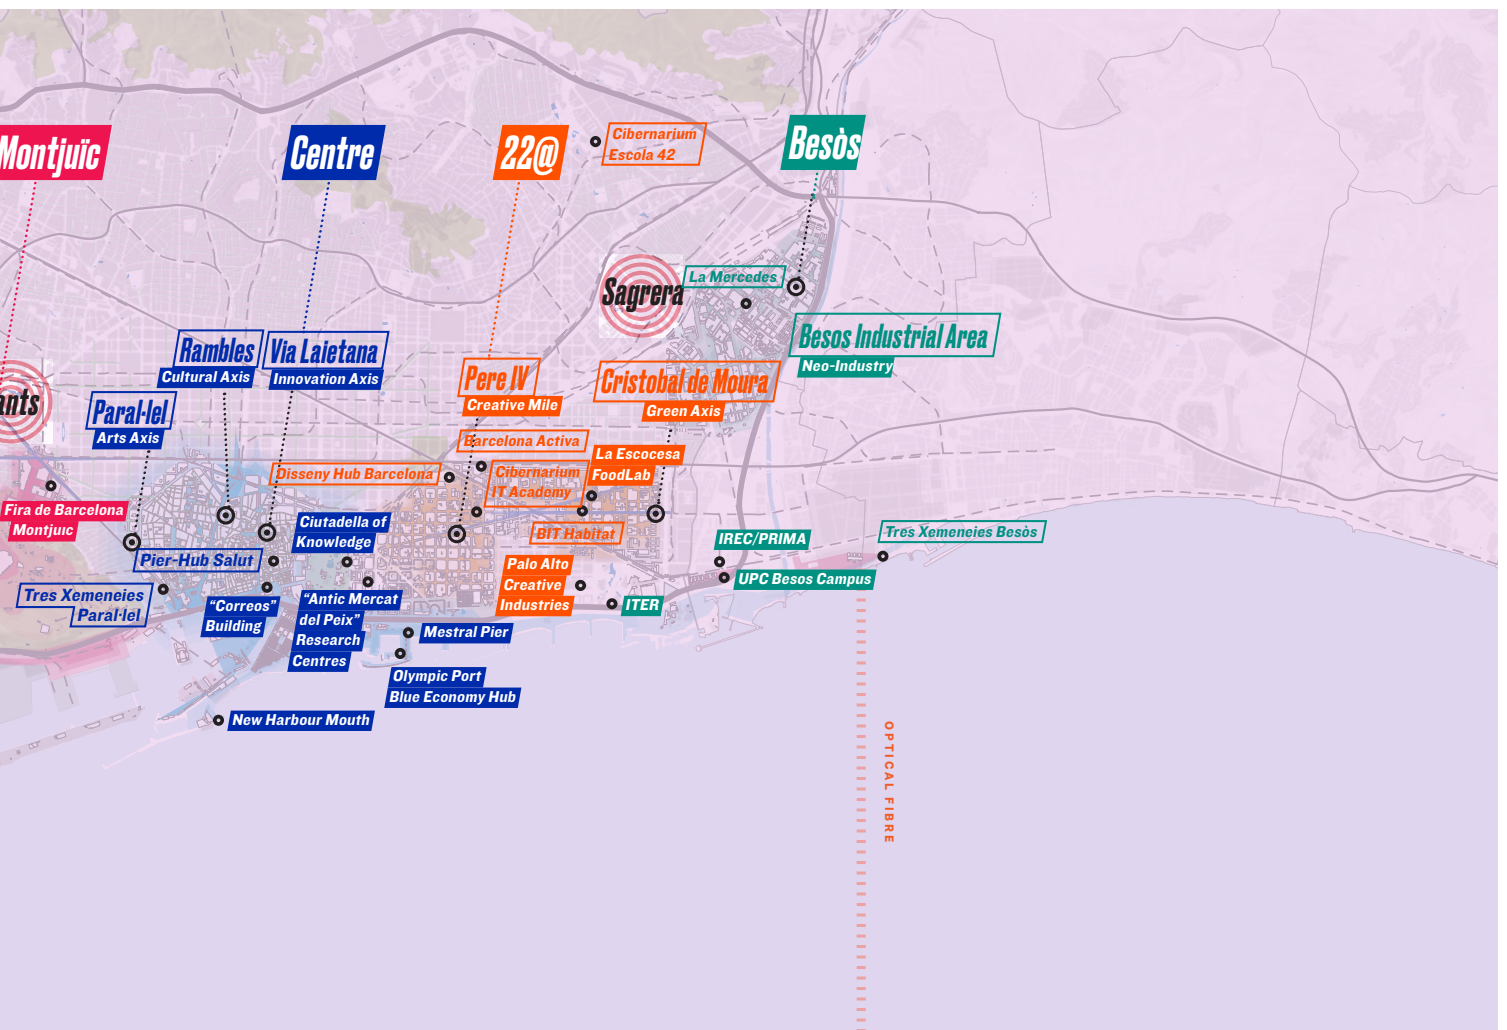 Montjuïc
Centre
22@
Cibernarium
Escola 42
Besòs
Sagrera
La Mercedes
Besos Industrial Area
Neo-Industry
Rambles
Cultural Axis
Via Laietana
Innovation Axis
Pere IV
Creative Mile
Cristobal de Moura
Green Axis
ants
Paral·lel
Arts Axis
Barcelona Activa
Disseny Hub Barcelona
Cibernarium
IT Academy
La Escocesa
FoodLab
Fira de Barcelona
Montjuic
Ciutadella of
Knowledge
BIT Habitat
IREC/PRIMA
Tres Xemeneies Besòs
Pier-Hub Salut
Palo Alto
Creative
Industries
UPC Besos Campus
Tres Xemeneies
Paral·lel
"Correos"
Building
"Antic Mercat
del Peix"
Research
Centres
ITER
Mestral Pier
Olympic Port
Blue Economy Hub
New Harbour Mouth
OPTICAL FIBRE